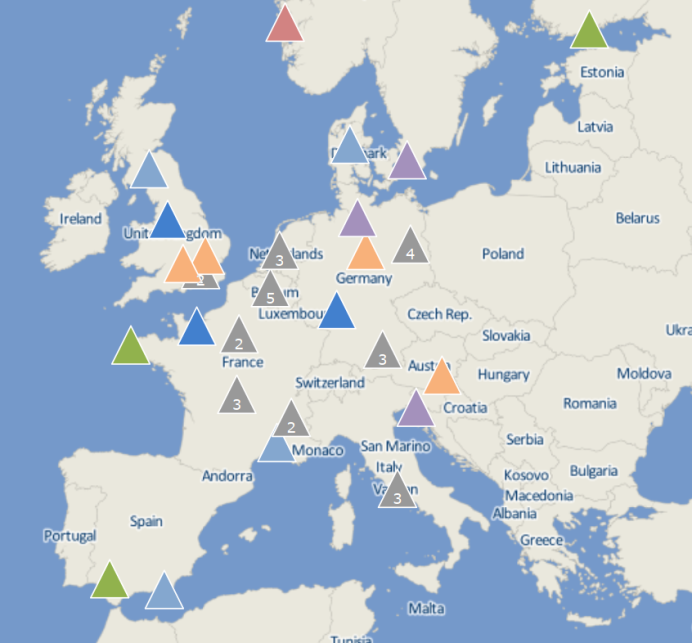 Estonia
Latvia
Lithuania
Ireland
Belarus
Poland
3
4
Germany
2
5
Czech Rep.
Ukra
Slovakia
2
France
3
Hungary
Moldova
Switzerland
3
Romania
Croatia
2
Serbia
San Marino
Monaco
Italy
Andorra
Kosovo
Bulgaria
3
Macedonia
Albania
Spain
Portugal
Greece
Malta
Tunisia